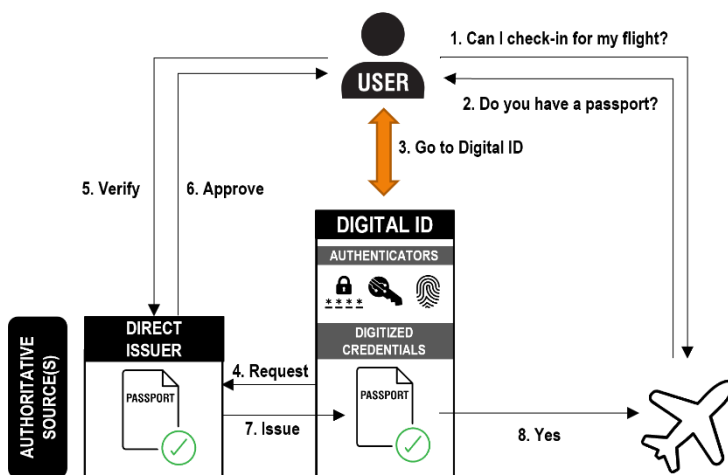 1. Can I check-in for my flight?
USER
2. Do you have a passport?
3. Go to Digital ID
5. Verify
6. Approve
DIGITAL ID
AUTHENTICATORS
****
AUTHORITATIVE
SOURCE(S)
DIRECT
ISSUER
DIGITIZED
CREDENTIALS
4. Request
PASSPORT
PASSPORT
7. Issue
8. Yes